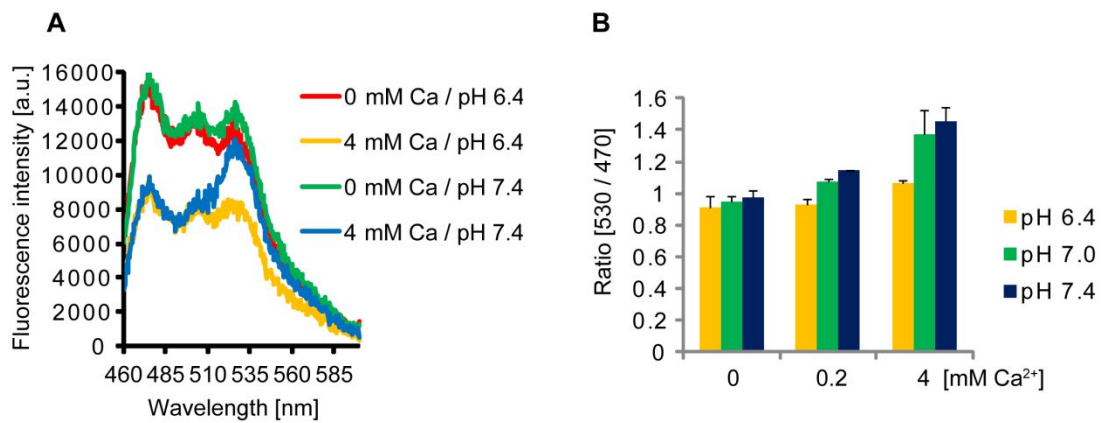 A
Fluorescence intensity [a.u.]
16000
14000
12000
10000
8000
6000
4000
2000
0
460 485 510 535 560 585
Wavelength [nm]
0 mM Ca / pH 6.4
4 mM Ca / pH 6.4
0 mM Ca / pH 7.4
4 mM Ca / pH 7.4
B
Ratio [530 / 470]
1.6
1.4
1.2
1
0.8
0.6
0.4
0.2
0
0 0.2 4 [mM Ca²⁺]
pH 6.4
pH 7.0
pH 7.4